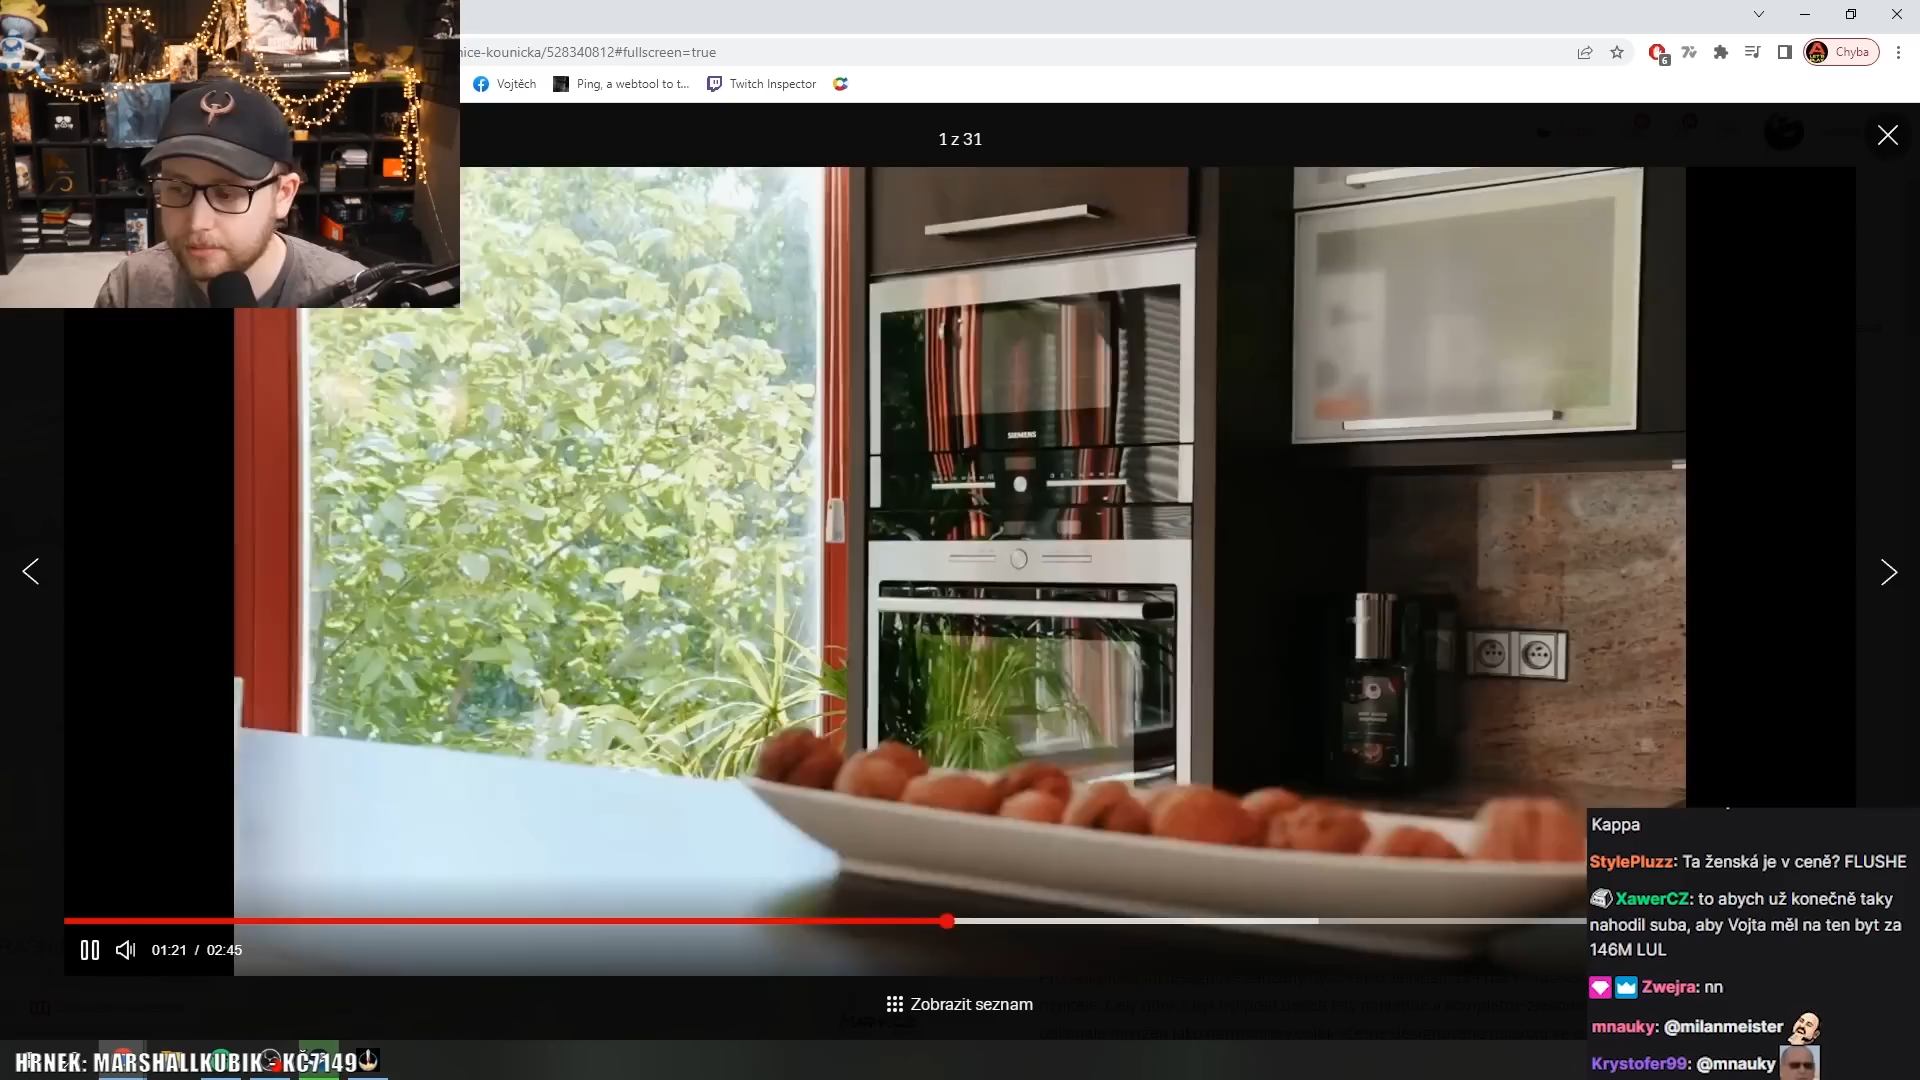 nice-kounicka/528340812#fullscreen=true
6
Chyba
Vojtěch
Ping, a webtool to t...
Twitch Inspector
1 z 31
SIEMENS
01:21 / 02:45
Zobrazit seznam
Kappa
StylePluzz: Ta ženská je v ceně? FLUSHE
XawerCZ: to abych už konečně taky
nahodil suba, aby Vojta měl na ten byt za
146M LUL
Zwejra: nn
mnauky: @milanmeister
Krystofer99: @mnauky
HRNEK: MARSHALLKUBIK - KČ7149